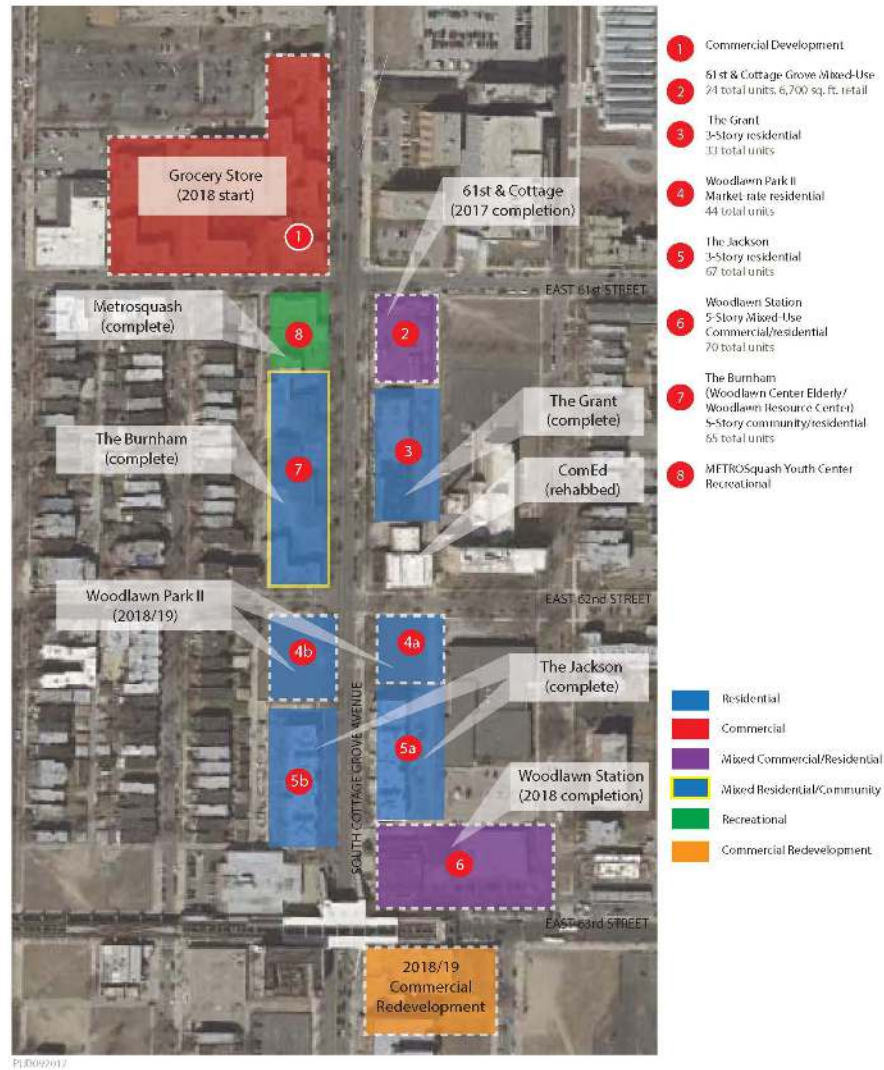 1
Commercial Development
2
61st & Cottage Grove Mixed-Use
24 total units. 6,700 sq. ft. retail
3
The Grant
3-Story residential
33 total units
4
Woodlawn Park II
Market-rate residential
44 total units
5
The Jackson
3-Story residential
67 total units
6
Woodlawn Station
5-Story Mixed-Use
Commercial/residential
70 total units
7
The Burnham
(Woodlawn Center Elderly/
Woodlawn Resource Center)
5-Story community/residential
65 total units
8
METROSquash Youth Center
Recreational
Grocery Store
(2018 start)
1
61st & Cottage
(2017 completion)
EAST 61st STREET
Metrosquash
(complete)
8
2
The Grant
(complete)
The Burnham
(complete)
7
3
ComEd
(rehabbed)
Woodlawn Park II
(2018/19)
EAST 62nd STREET
4b
4a
The Jackson
(complete)
SOUTH COTTAGE GROVE AVENUE
5b
5a
Woodlawn Station
(2018 completion)
6
EAST 63rd STREET
2018/19
Commercial
Redevelopment
Residential
Commercial
Mixed Commercial/Residential
Mixed Residential/Community
Recreational
Commercial Redevelopment
PUD092017